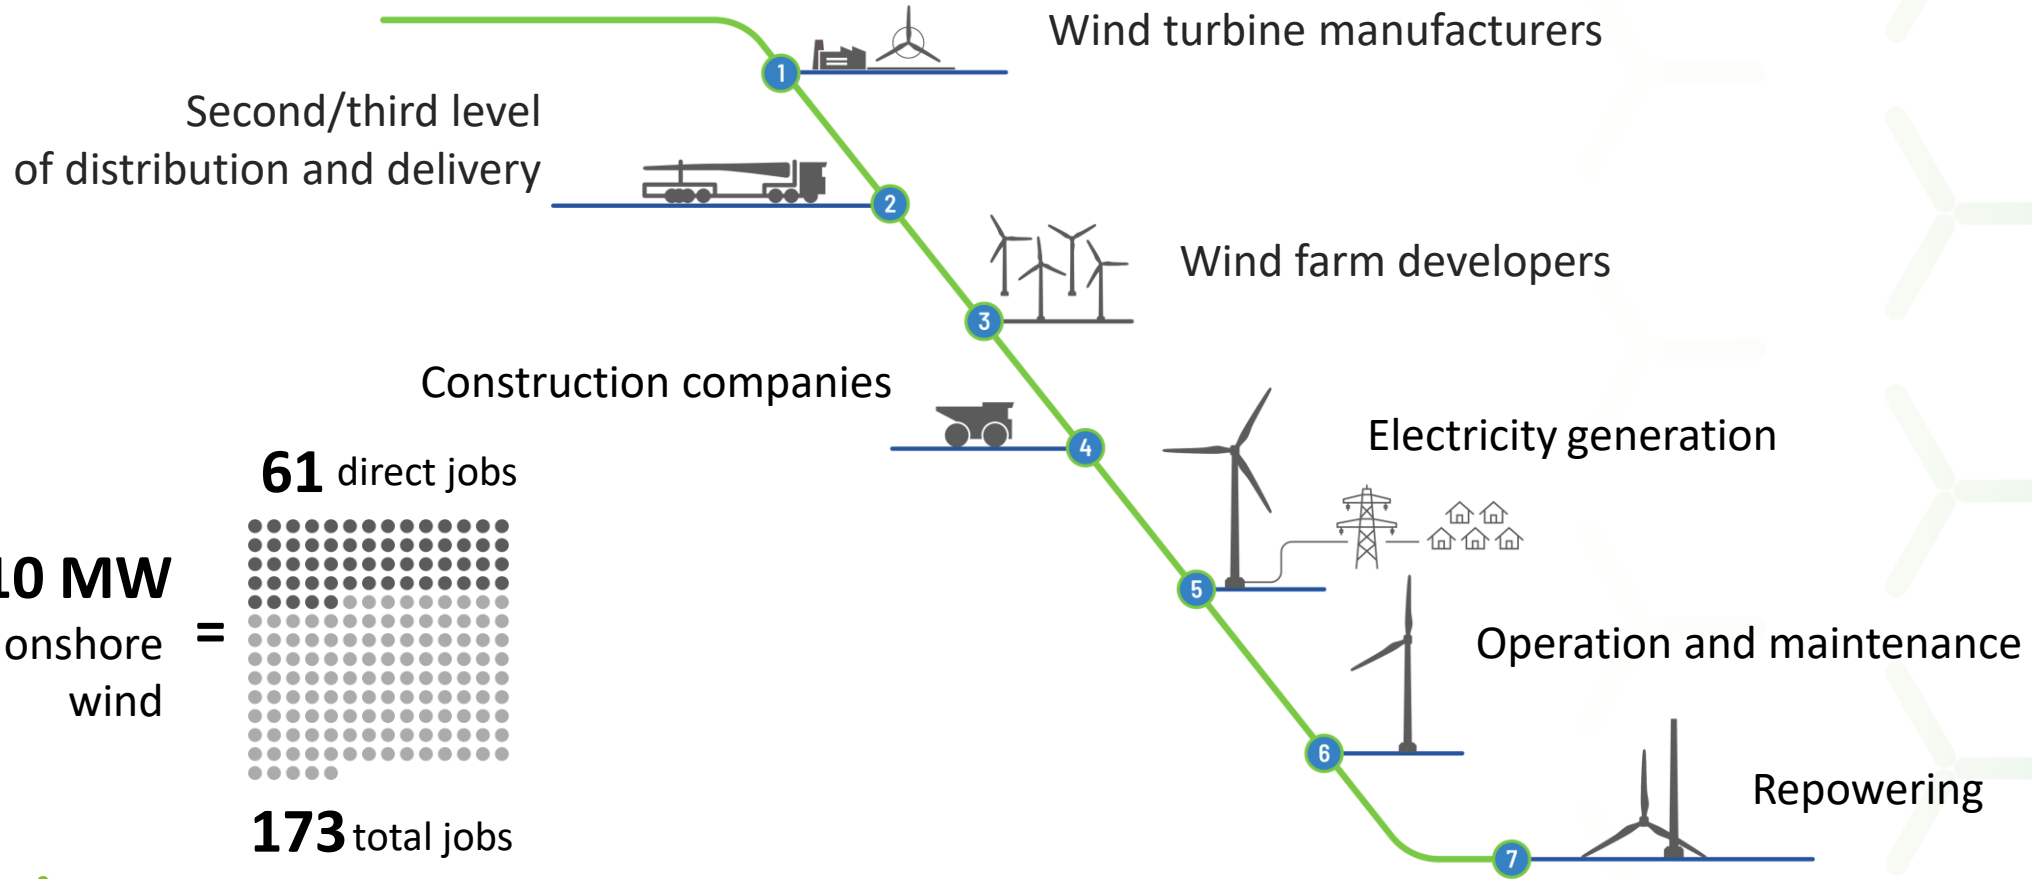 Wind turbine manufacturers
1
Second/third level
of distribution and delivery
2
Wind farm developers
3
Construction companies
4
Electricity generation
5
Operation and maintenance
6
Repowering
7
61 direct jobs
10 MW
onshore
wind
=
173 total jobs